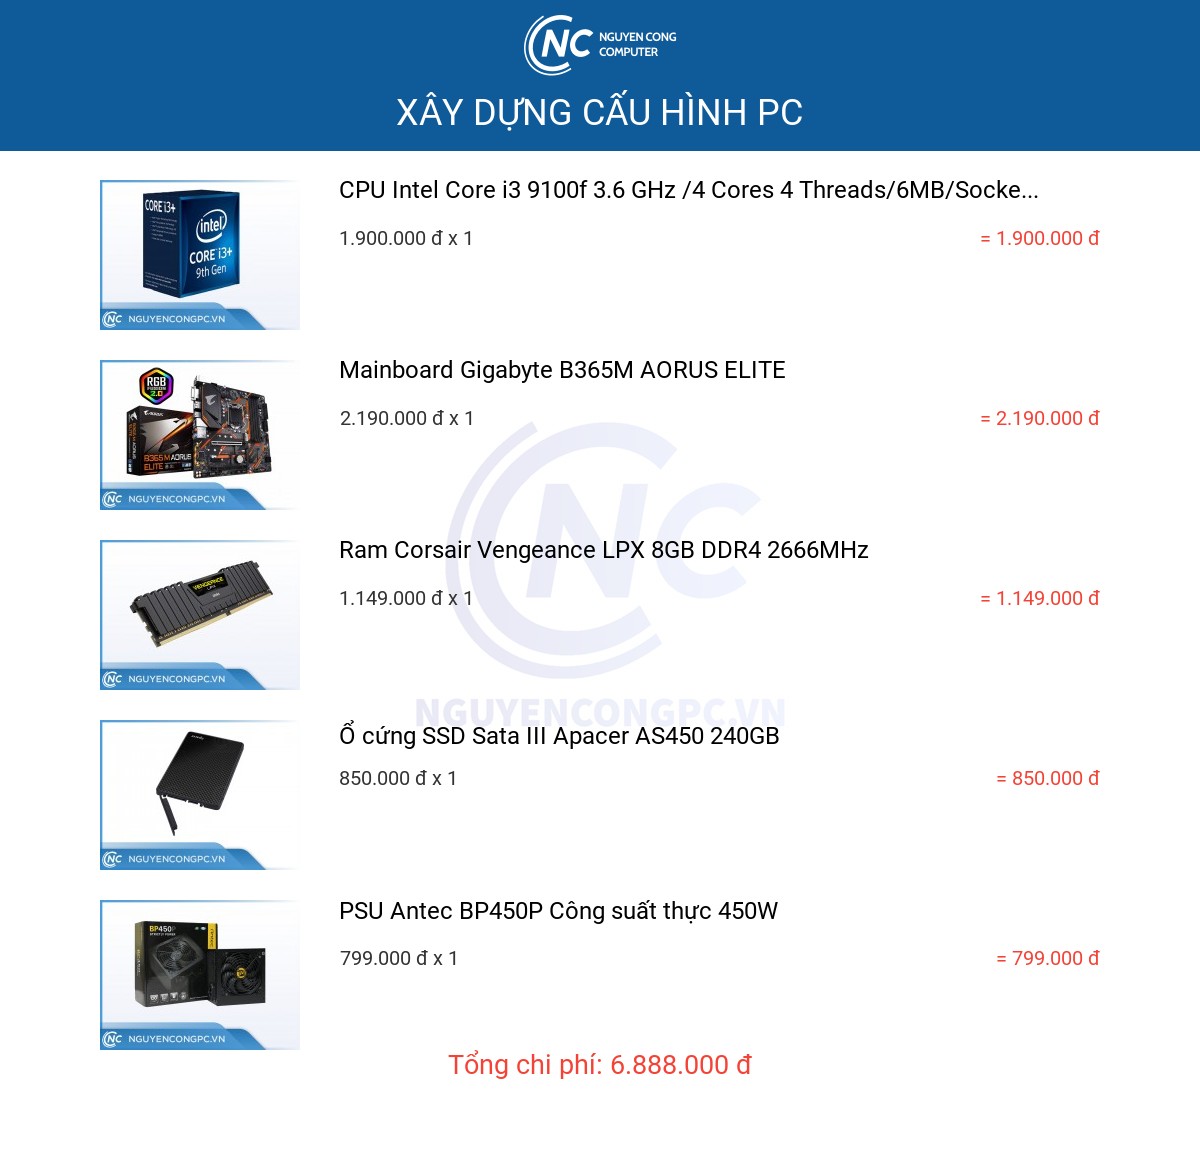 NC NGUYEN CONG
COMPUTER
XÂY DỰNG CẤU HÌNH PC
CORE i3+
intel
CORE i3+
9th Gen
NC NGUYENCONGPC.VN
CPU Intel Core i3 9100f 3.6 GHz /4 Cores 4 Threads/6MB/Socke...
1.900.000 đ x 1
= 1.900.000 đ
RGB
FUSION
2.0
B365M AORUS
ELITE
NC NGUYENCONGPC.VN
Mainboard Gigabyte B365M AORUS ELITE
2.190.000 đ x 1
= 2.190.000 đ
VENGEANCE
LPX
NC NGUYENCONGPC.VN
Ram Corsair Vengeance LPX 8GB DDR4 2666MHz
1.149.000 đ x 1
= 1.149.000 đ
NC
NGUYENCONGPC.VN
NC NGUYENCONGPC.VN
Ổ cứng SSD Sata III Apacer AS450 240GB
850.000 đ x 1
= 850.000 đ
BP450P
NC NGUYENCONGPC.VN
PSU Antec BP450P Công suất thực 450W
799.000 đ x 1
= 799.000 đ
Tổng chi phí: 6.888.000 đ